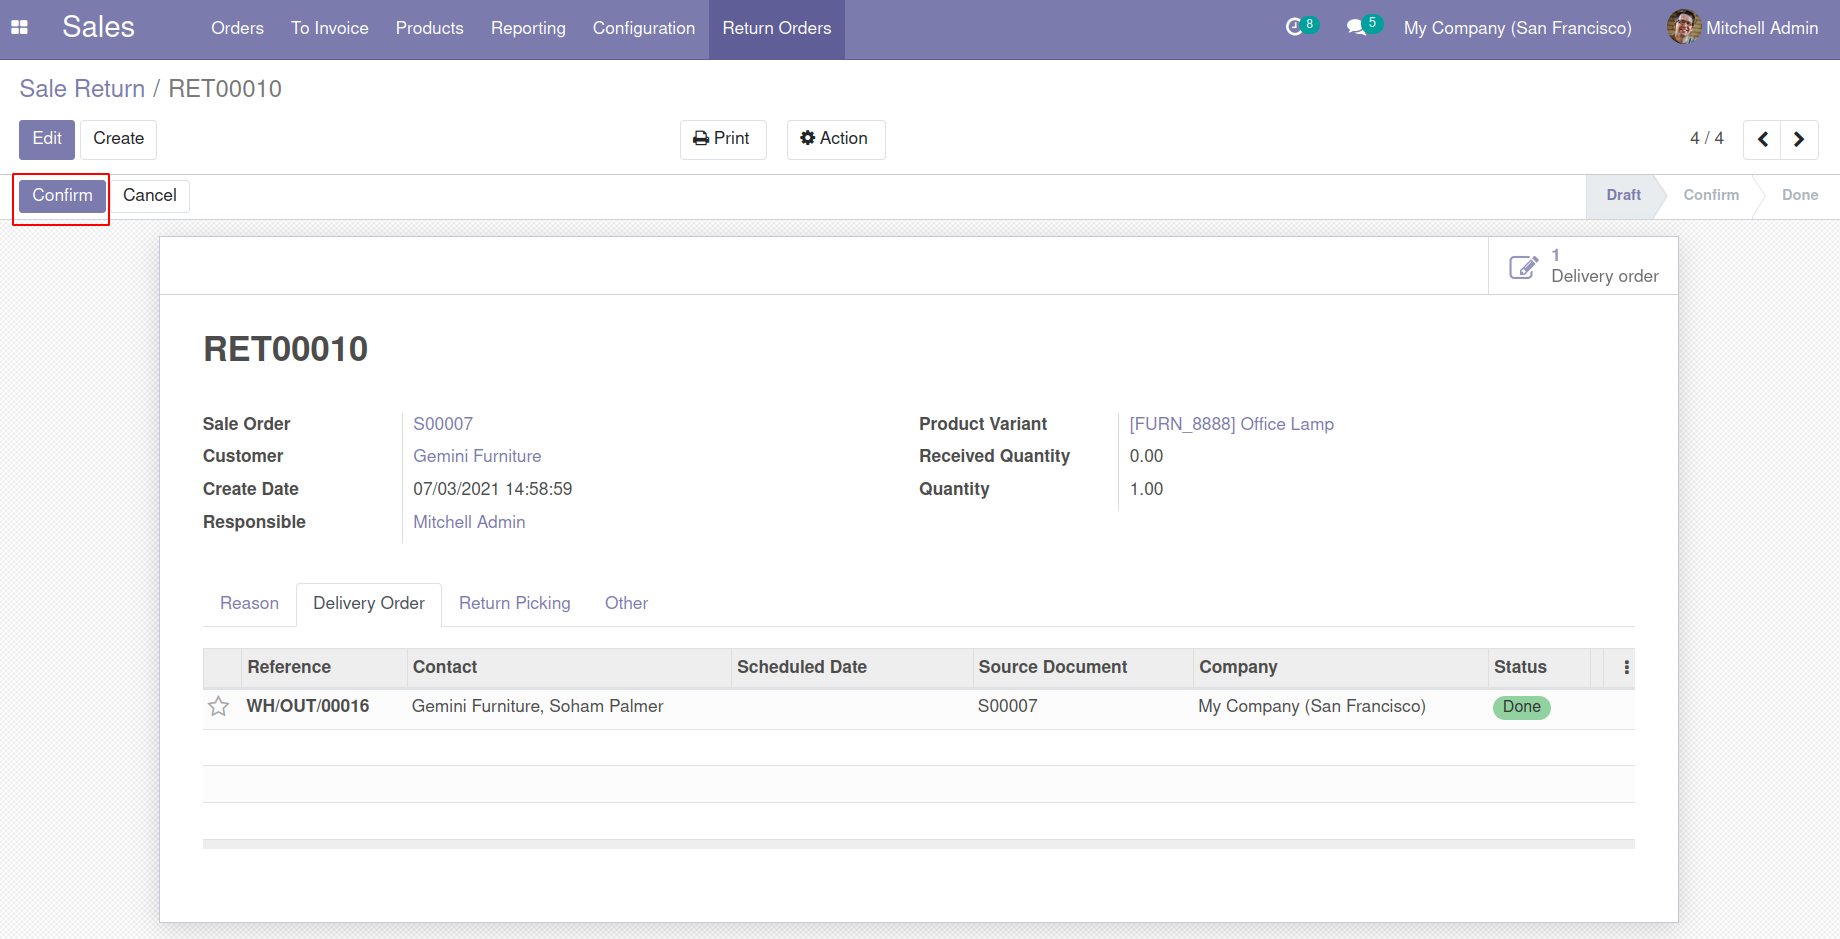 Sales Orders To Invoice Products Reporting Configuration Return Orders 8 5 My Company (San Francisco) Mitchell Admin
Sale Return / RET00010
Edit Create Print Action 4 / 4
Confirm Cancel Draft Confirm Done
1
Delivery order
RET00010
Sale Order S00007 Product Variant [FURN_8888] Office Lamp
Customer Gemini Furniture Received Quantity 0.00
Create Date 07/03/2021 14:58:59 Quantity 1.00
Responsible Mitchell Admin
Reason Delivery Order Return Picking Other
Reference Contact Scheduled Date Source Document Company Status
WH/OUT/00016 Gemini Furniture, Soham Palmer S00007 My Company (San Francisco) Done